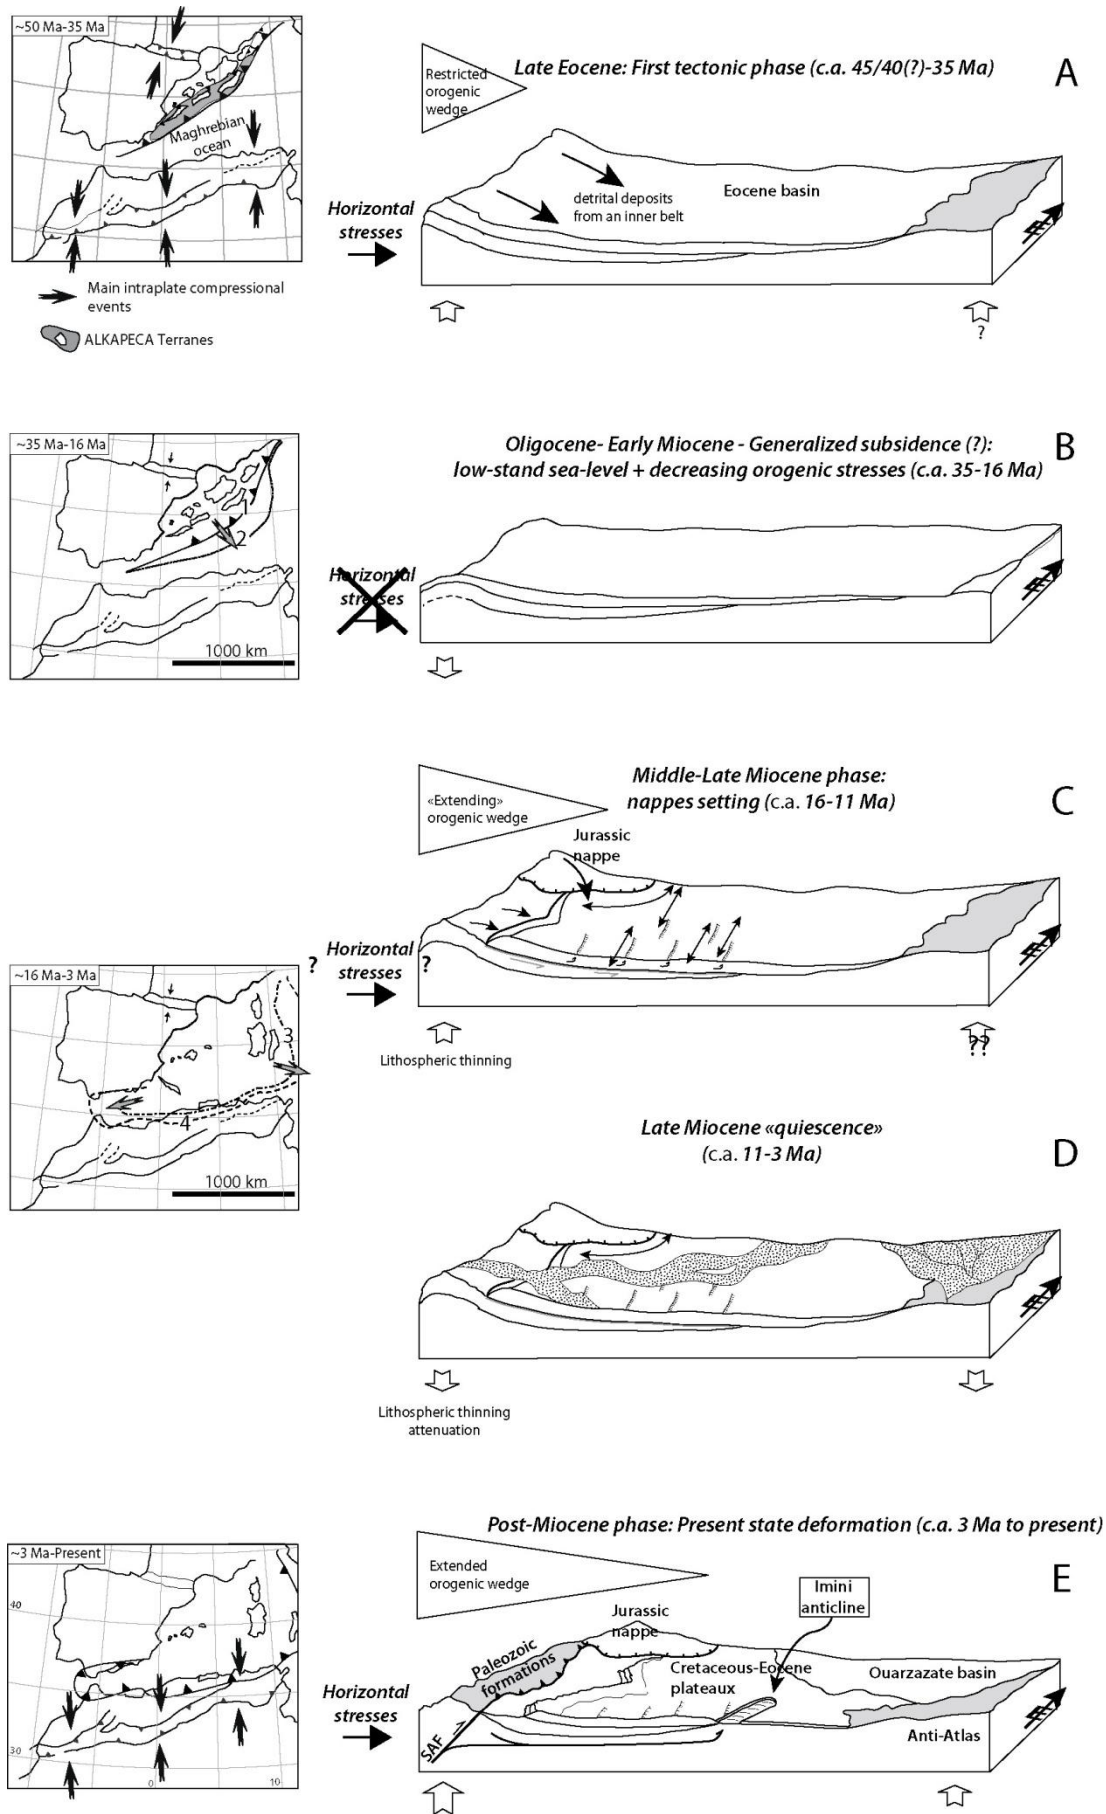 ~50 Ma-35 Ma
Maghrebian
ocean
Main intraplate compressional
events
ALKAPECA Terranes
Restricted
orogenic
wedge
Late Eocene: First tectonic phase (c.a. 45/40(?)-35 Ma)
A
detrital deposits
from an inner belt
Eocene basin
Horizontal
stresses
?
~35 Ma-16 Ma
1
2
1000 km
Oligocene- Early Miocene - Generalized subsidence (?):
low-stand sea-level + decreasing orogenic stresses (c.a. 35-16 Ma)
B
Horizontal
stresses
Middle-Late Miocene phase:
nappes setting (c.a. 16-11 Ma)
C
«Extending»
orogenic wedge
Jurassic
nappe
?
Horizontal
stresses
?
Lithospheric thinning
??
~16 Ma-3 Ma
3
4
1000 km
Late Miocene «quiescence»
(c.a. 11-3 Ma)
D
Lithospheric thinning
attenuation
Post-Miocene phase: Present state deformation (c.a. 3 Ma to present)
E
~3 Ma-Present
40
30
0
10
Extended
orogenic wedge
Imini
anticline
Jurassic
nappe
Paleozoic
formations
Cretaceous-Eocene
plateaux
Ouarzazate basin
Anti-Atlas
Horizontal
stresses
SAF